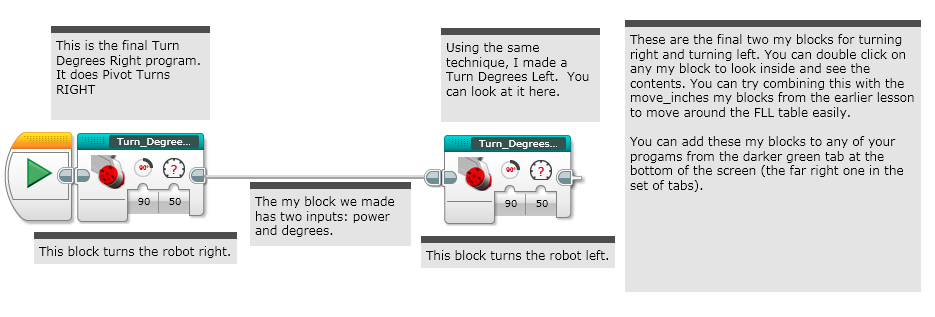 This is the final Turn
Degrees Right program.
It does Pivot Turns
RIGHT
Using the same
technique, I made a
Turn Degrees Left. You
can look at it here.
These are the final two my blocks for turning
right and turning left. You can double click on
any my block to look inside and see the
contents. You can try combining this with the
move_inches my blocks from the earlier lesson
to move around the FLL table easily.
You can add these my blocks to any of your
progams from the darker green tab at the
bottom of the screen (the far right one in the
set of tabs).
Turn_Degree...
90°
?
90 50
This block turns the robot right.
The my block we made
has two inputs: power
and degrees.
Turn_Degrees...
90°
?
90 50
This block turns the robot left.